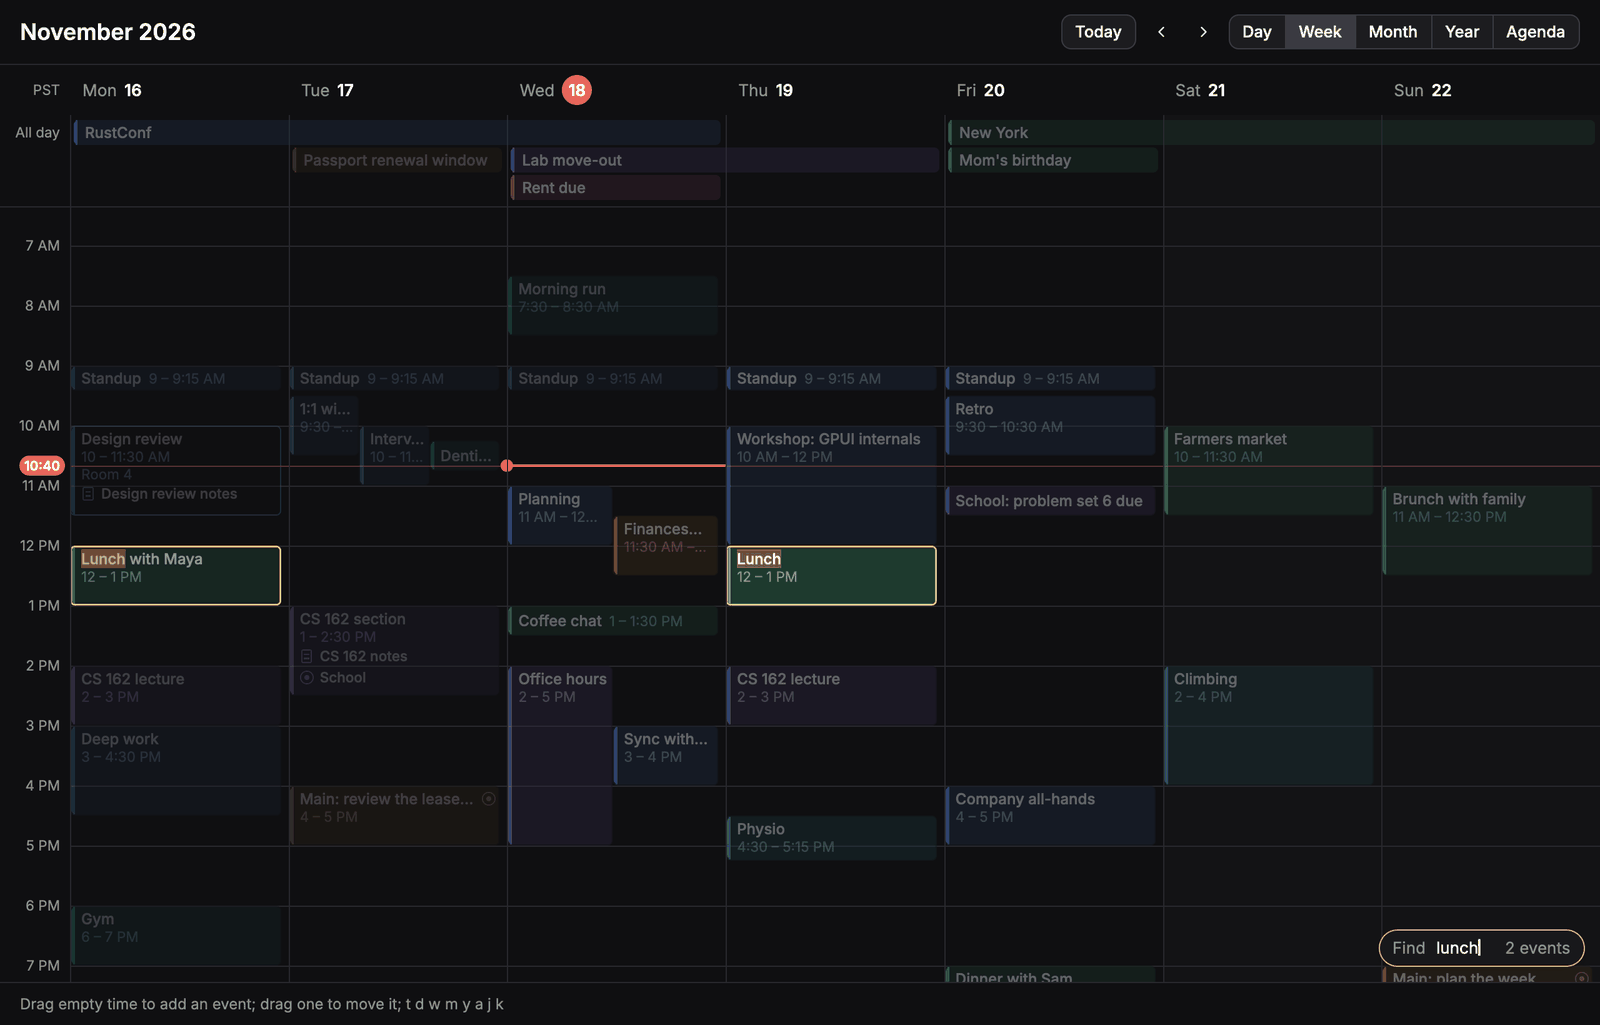 November 2026
Today
Day
Week
Month
Year
Agenda
PST
Mon 16
Tue 17
Wed 18
Thu 19
Fri 20
Sat 21
Sun 22
All day
RustConf
New York
Passport renewal window
Lab move-out
Mom's birthday
Rent due
7 AM
8 AM
9 AM
10 AM
10:40
11 AM
12 PM
1 PM
2 PM
3 PM
4 PM
5 PM
6 PM
7 PM
Standup 9 – 9:15 AM
Design review
10 – 11:30 AM
Room 4
Design review notes
Lunch with Maya
12 – 1 PM
CS 162 lecture
2 – 3 PM
Deep work
3 – 4:30 PM
Gym
6 – 7 PM
Standup 9 – 9:15 AM
1:1 wi...
9:30 –...
Interv...
10 – 11...
Denti...
CS 162 section
1 – 2:30 PM
CS 162 notes
School
Main: review the lease...
4 – 5 PM
Morning run
7:30 – 8:30 AM
Standup 9 – 9:15 AM
Planning
11 AM – 12...
Finances...
11:30 AM –...
Coffee chat 1 – 1:30 PM
Office hours
2 – 5 PM
Sync with...
3 – 4 PM
Standup 9 – 9:15 AM
Workshop: GPUI internals
10 AM – 12 PM
Lunch
12 – 1 PM
CS 162 lecture
2 – 3 PM
Physio
4:30 – 5:15 PM
Standup 9 – 9:15 AM
Retro
9:30 – 10:30 AM
School: problem set 6 due
Company all-hands
4 – 5 PM
Dinner with Sam
Farmers market
10 – 11:30 AM
Climbing
2 – 4 PM
Brunch with family
11 AM – 12:30 PM
Main: plan the week
Find lunch 2 events
Drag empty time to add an event; drag one to move it; t d w m y a j k